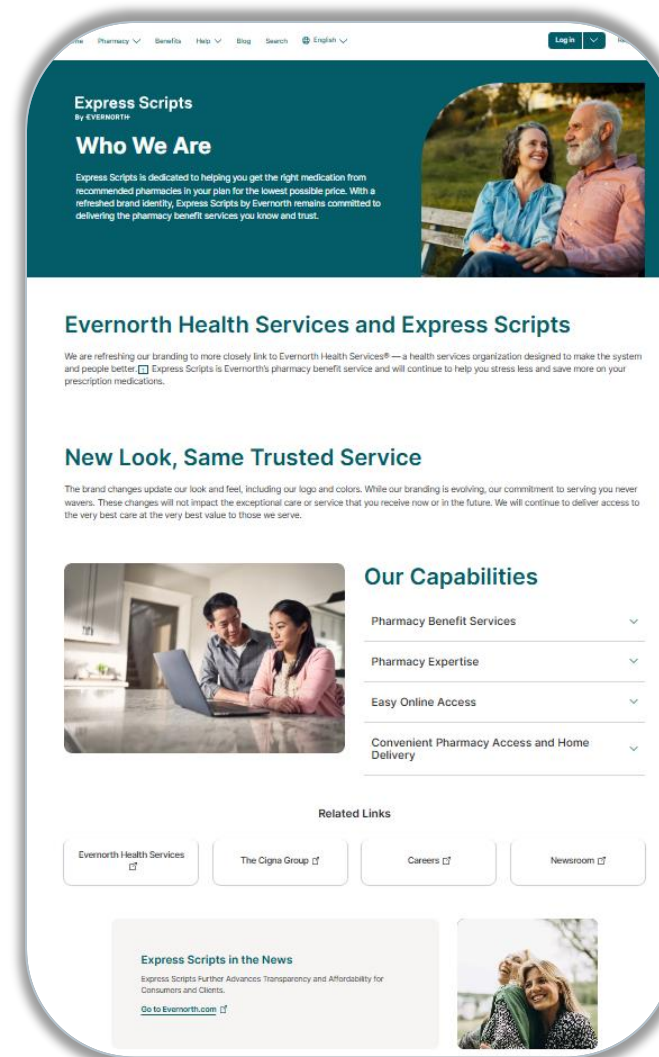 Pharmacy
Benefits
Help
Blog
Search
English
Log in
Express Scripts
By EVERNORTH
Who We Are
Express Scripts is dedicated to helping you get the right medication from
recommended pharmacies in your plan for the lowest possible price. With a
refreshed brand identity, Express Scripts by Evernorth remains committed to
delivering the pharmacy benefit services you know and trust.
Evernorth Health Services and Express Scripts
We are refreshing our branding to more closely link to Evernorth Health Services® — a health services organization designed to make the system
and people better. Express Scripts is Evernorth's pharmacy benefit service and will continue to help you stress less and save more on your
prescription medications.
New Look, Same Trusted Service
The brand changes update our look and feel, including our logo and colors. While our branding is evolving, our commitment to serving you never
wavers. These changes will not impact the exceptional care or service that you receive now or in the future. We will continue to deliver access to
the very best care at the very best value to those we serve.
Our Capabilities
Pharmacy Benefit Services
Pharmacy Expertise
Easy Online Access
Convenient Pharmacy Access and Home
Delivery
Related Links
Evernorth Health Services
The Cigna Group
Careers
Newsroom
Express Scripts in the News
Express Scripts Further Advances Transparency and Affordability for
Consumers and Clients.
Go to Evernorth.com